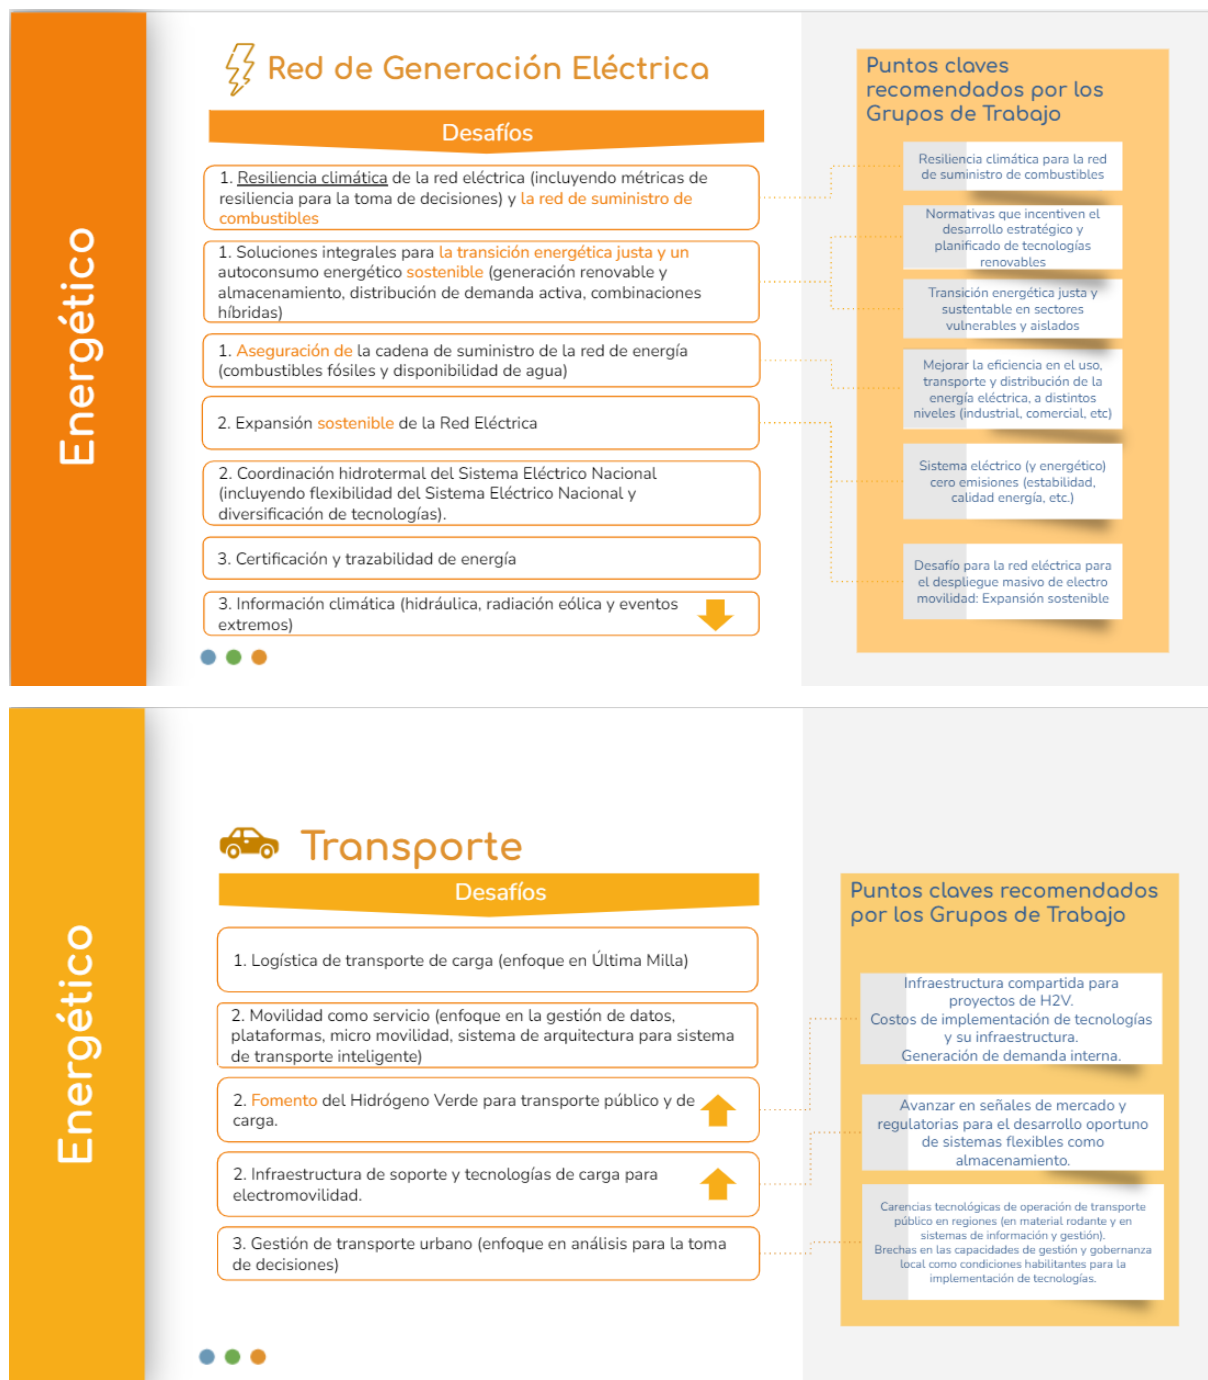 Energético
Red de Generación Eléctrica
Desafíos
1. Resiliencia climática de la red eléctrica (incluyendo métricas de
resiliencia para la toma de decisiones) y la red de suministro de
combustibles
1. Soluciones integrales para la transición energética justa y un
autoconsumo energético sostenible (generación renovable y
almacenamiento, distribución de demanda activa, combinaciones
híbridas)
1. Aseguración de la cadena de suministro de la red de energía
(combustibles fósiles y disponibilidad de agua)
2. Expansión sostenible de la Red Eléctrica
2. Coordinación hidrotermal del Sistema Eléctrico Nacional
(incluyendo flexibilidad del Sistema Eléctrico Nacional y
diversificación de tecnologías).
3. Certificación y trazabilidad de energía
3. Información climática (hidráulica, radiación eólica y eventos
extremos)
Puntos claves
recomendados por los
Grupos de Trabajo
Resiliencia climática para la red
de suministro de combustibles
Normativas que incentiven el
desarrollo estratégico y
planificado de tecnologías
renovables
Transición energética justa y
sustentable en sectores
vulnerables y aislados
Mejorar la eficiencia en el uso,
transporte y distribución de la
energía eléctrica, a distintos
niveles (industrial, comercial, etc)
Sistema eléctrico (y energético)
cero emisiones (estabilidad,
calidad energía, etc.)
Desafío para la red eléctrica para
el despliegue masivo de electro
movilidad: Expansión sostenible
Energético
Transporte
Desafíos
1. Logística de transporte de carga (enfoque en Última Milla)
2. Movilidad como servicio (enfoque en la gestión de datos,
plataformas, micro movilidad, sistema de arquitectura para sistema
de transporte inteligente)
2. Fomento del Hidrógeno Verde para transporte público y de
carga.
2. Infraestructura de soporte y tecnologías de carga para
electromovilidad.
3. Gestión de transporte urbano (enfoque en análisis para la toma
de decisiones)
Puntos claves recomendados
por los Grupos de Trabajo
Infraestructura compartida para
proyectos de H2V.
Costos de implementación de tecnologías
y su infraestructura.
Generación de demanda interna.
Avanzar en señales de mercado y
regulatorias para el desarrollo oportuno
de sistemas flexibles como
almacenamiento.
Carencias tecnológicas de operación de transporte
público en regiones (en material rodante y en
sistemas de información y gestión).
Brechas en las capacidades de gestión y gobernanza
local como condiciones habilitantes para la
implementación de tecnologías.